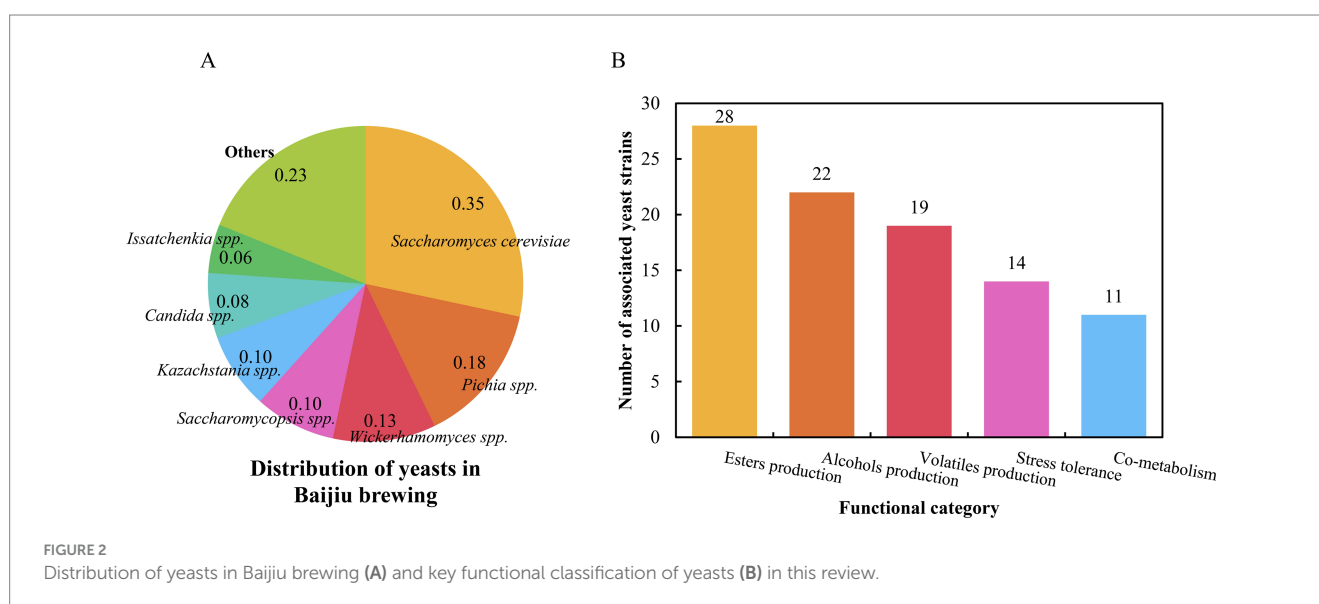 A
Others
0.23
0.35
Saccharomyces cerevisiae
Issatchenkia spp.
0.06
0.08
Candida spp.
0.10
Kazachstania spp.
0.10
Saccharomycopsis spp.
0.13
Wickerhamomyces spp.
0.18
Pichia spp.
Distribution of yeasts in
Baijiu brewing
B
Number of associated yeast strains
30
25
20
15
10
5
0
28
22
19
14
11
Esters production
Alcohols production
Volatiles production
Stress tolerance
Co-metabolism
Functional category
FIGURE 2
Distribution of yeasts in Baijiu brewing (A) and key functional classification of yeasts (B) in this review.